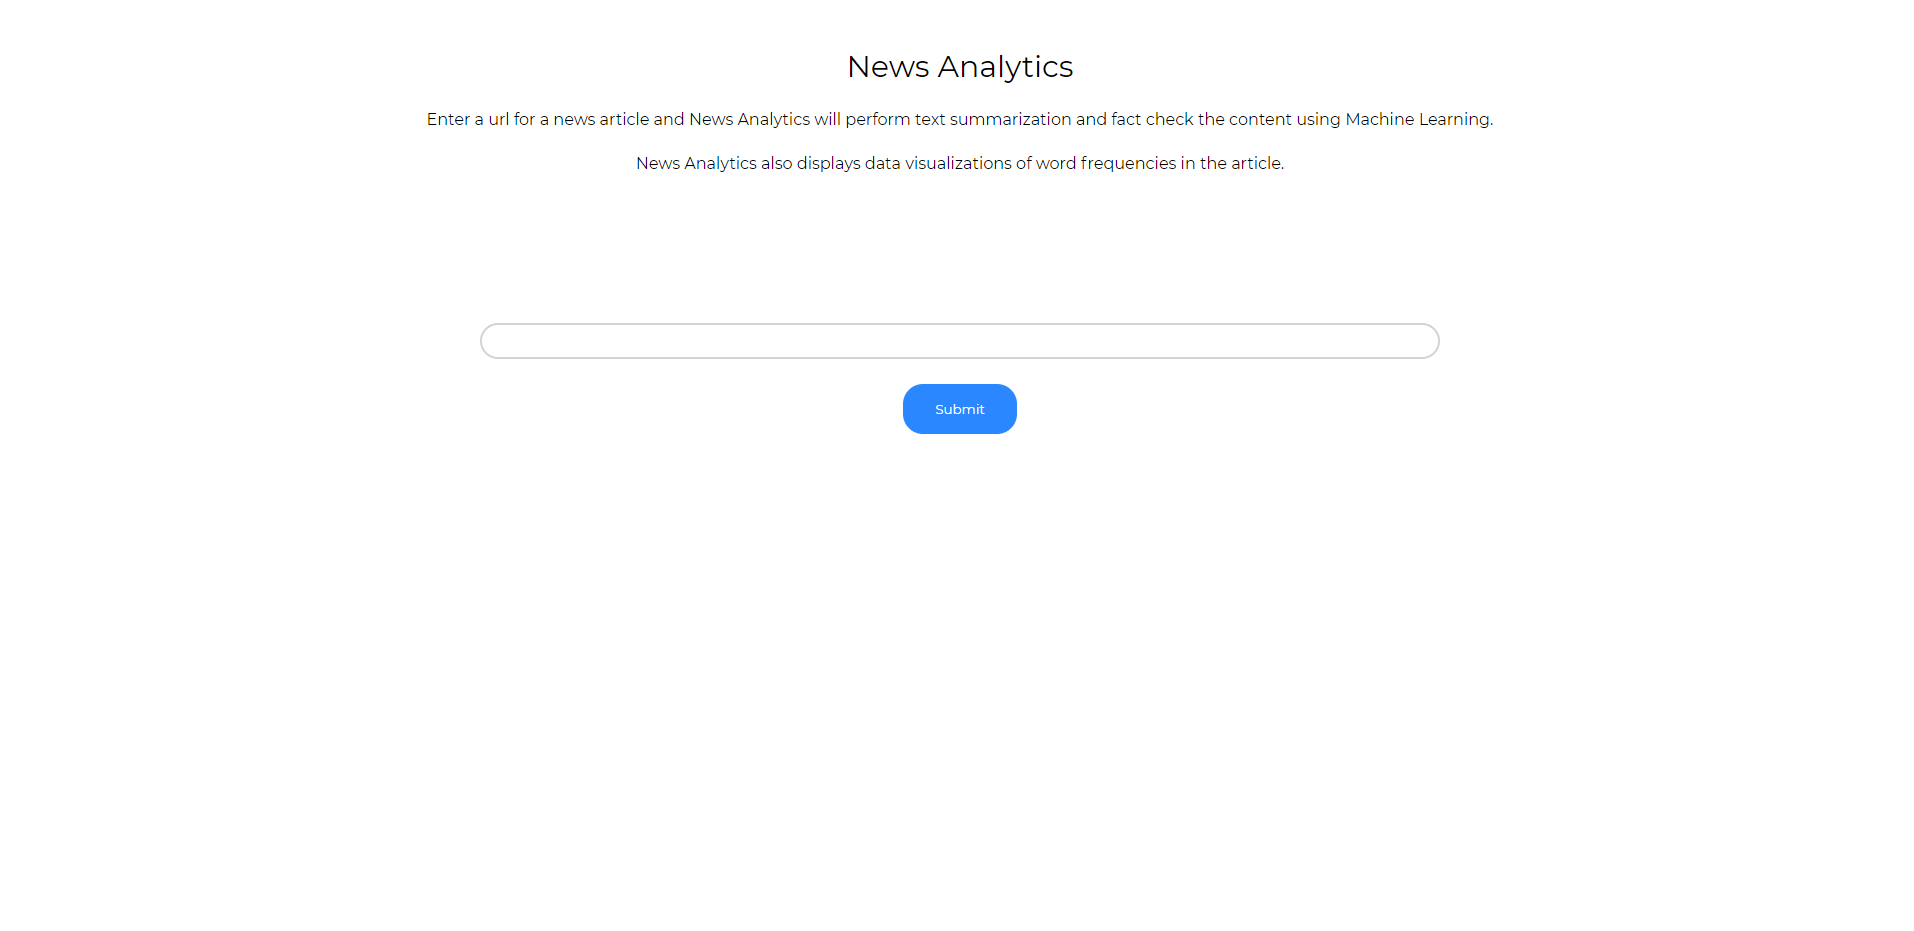 News Analytics
Enter a url for a news article and News Analytics will perform text summarization and fact check the content using Machine Learning.
News Analytics also displays data visualizations of word frequencies in the article.
Submit